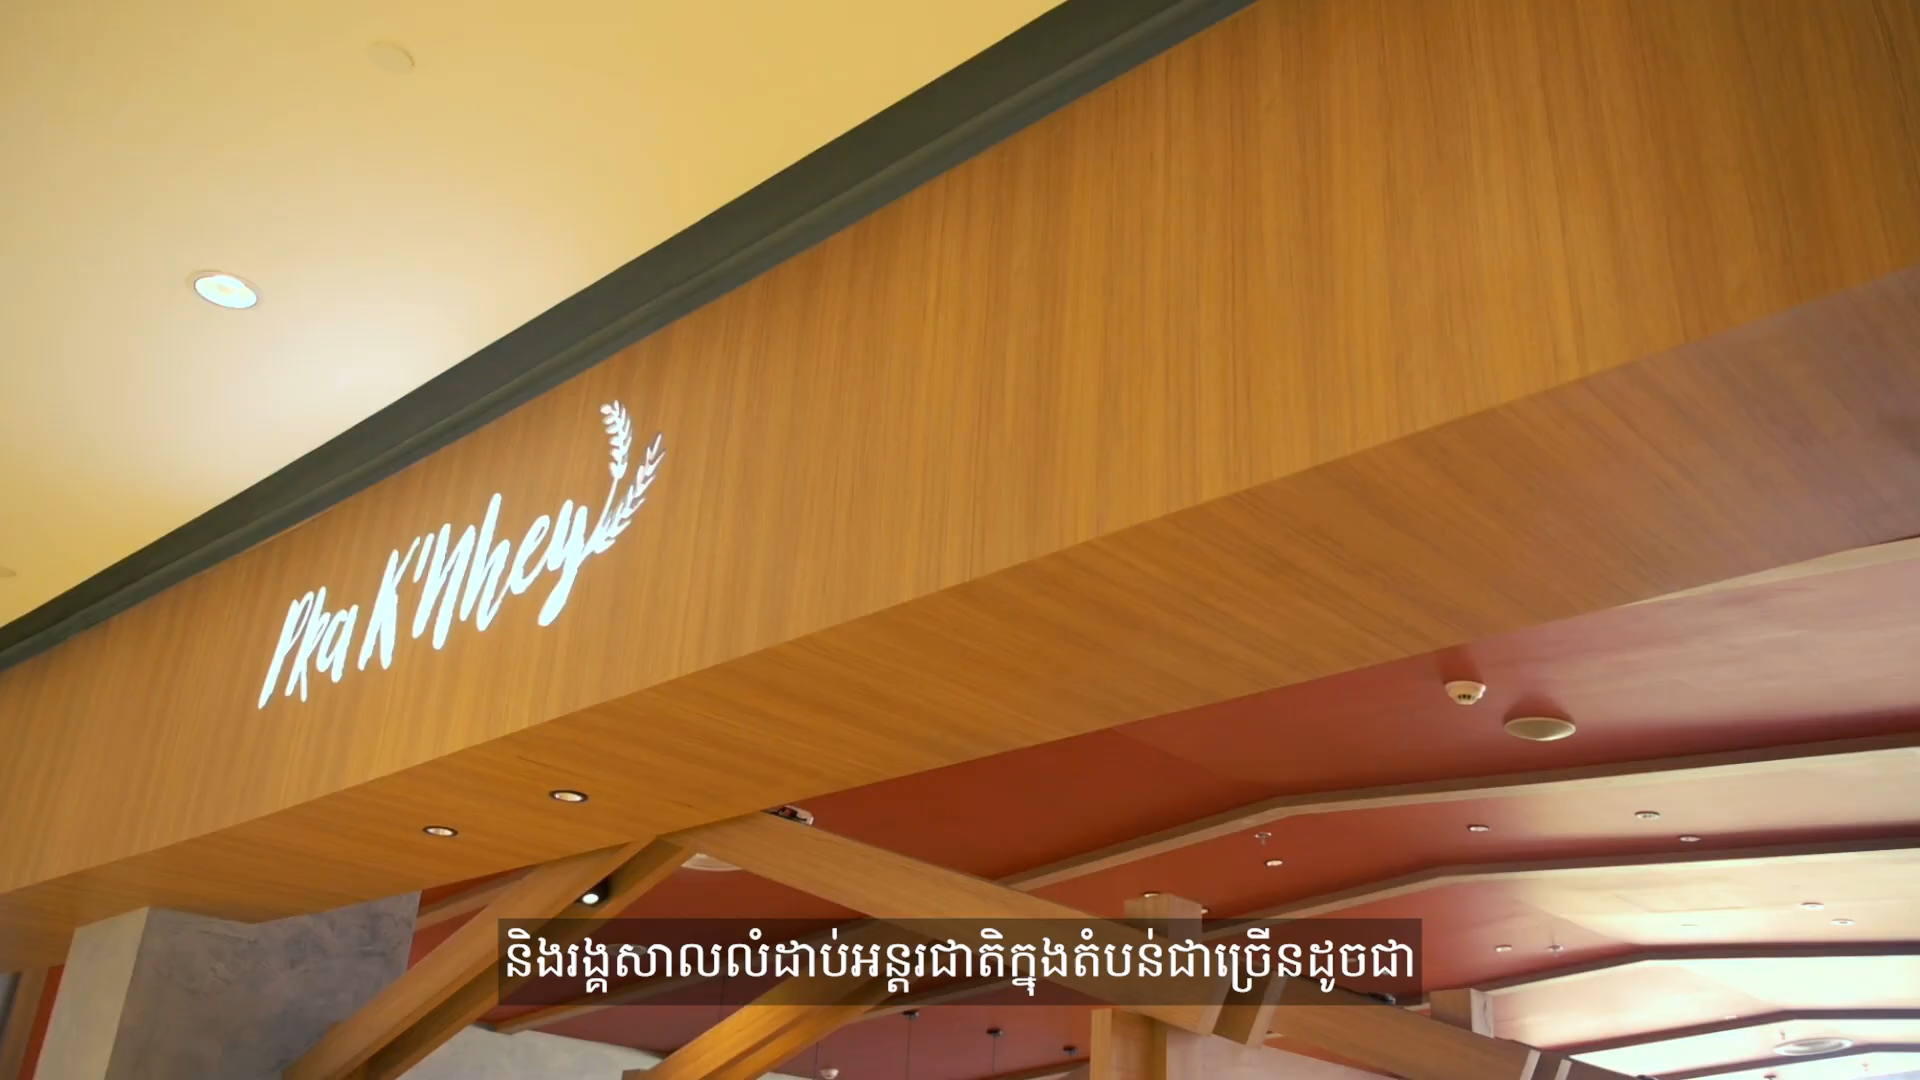 Pka K'Nhey
និងរង្គសាលលំដាប់អន្តរជាតិក្នុងតំបន់ជាច្រើនដូចជា